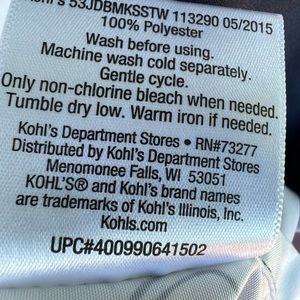 Kohl's 53JDBMKSSTW 113290 05/2015
100% Polyester
Wash before using.
Machine wash cold separately.
Gentle cycle.
Only non-chlorine bleach when needed.
Tumble dry low. Warm iron if needed.
Kohl's Department Stores • RN#73277
Distributed by Kohl's Department Stores
Menomonee Falls, WI 53051
KOHL'S® and Kohl's brand names
are trademarks of Kohl's Illinois, Inc.
Kohls.com
UPC#400990641502